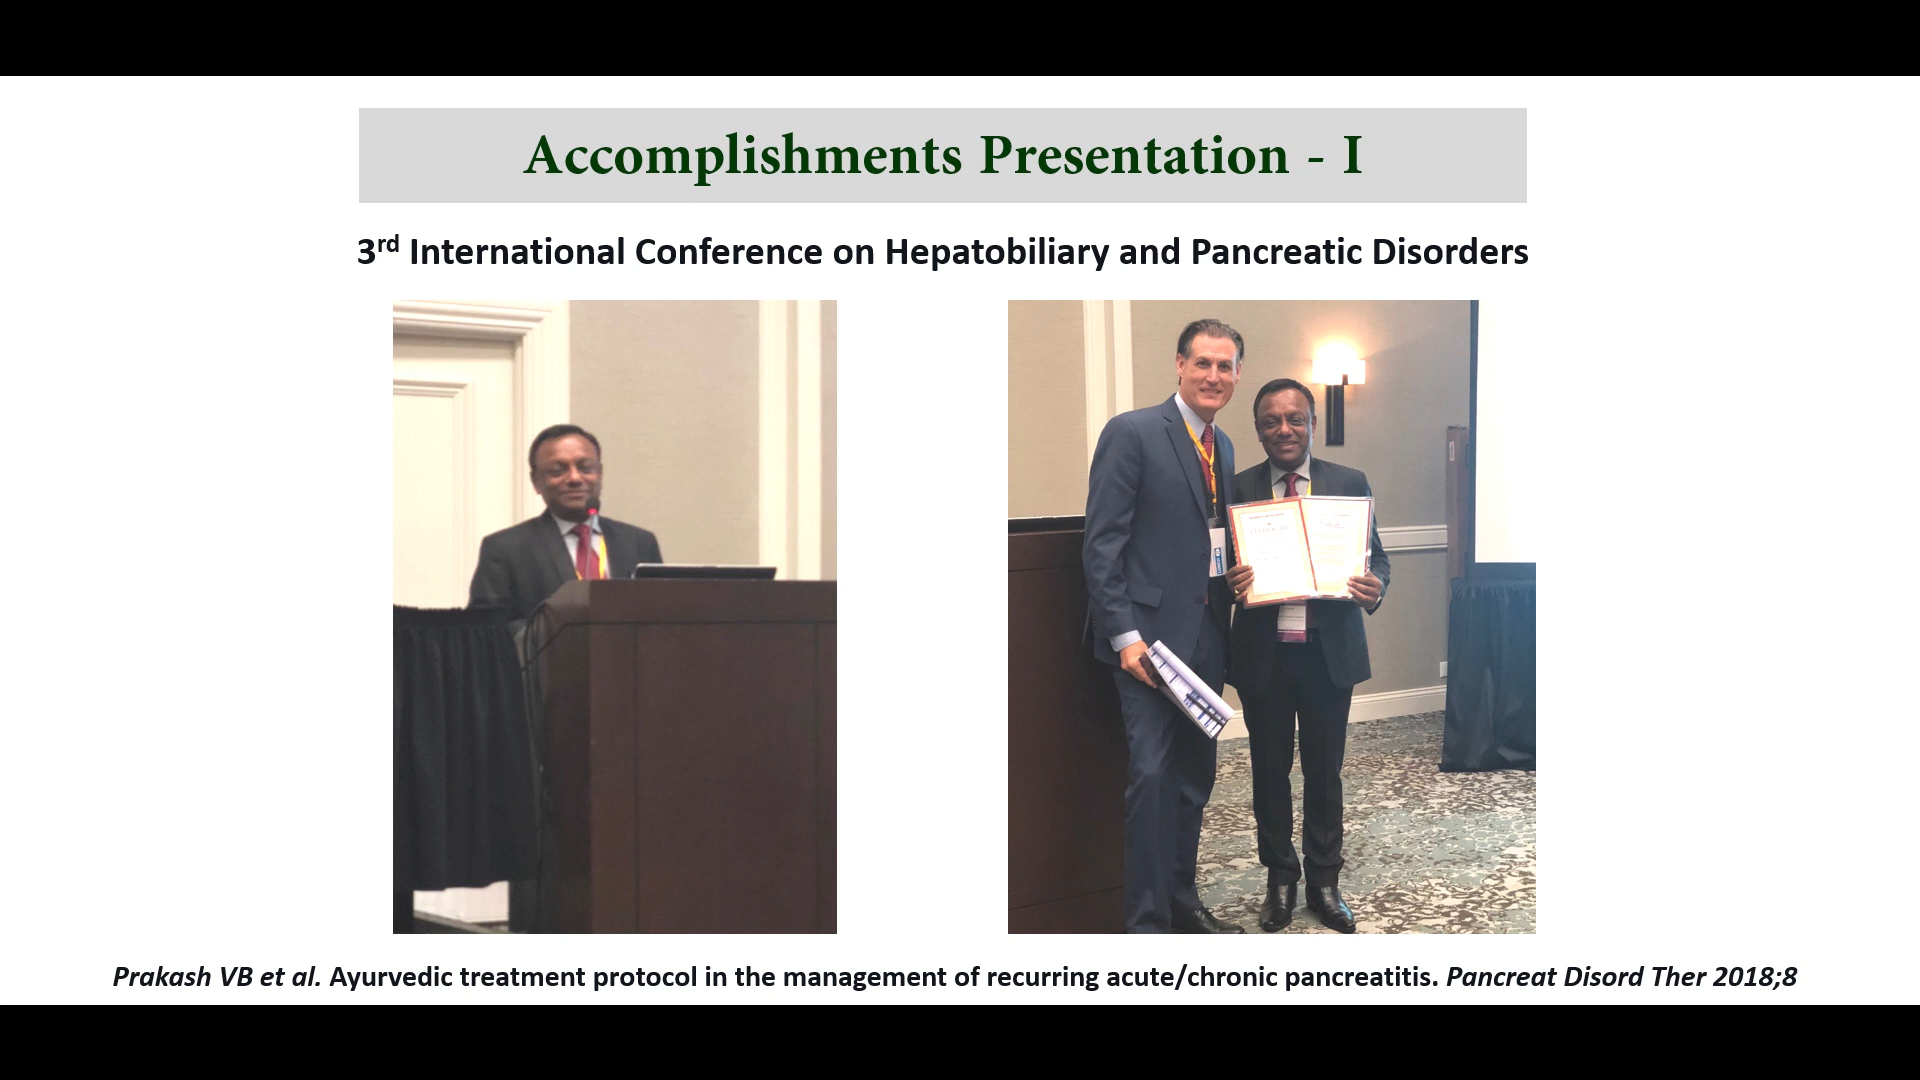 Accomplishments Presentation - I
3rd International Conference on Hepatobiliary and Pancreatic Disorders
Prakash VB et al. Ayurvedic treatment protocol in the management of recurring acute/chronic pancreatitis. Pancreat Disord Ther 2018;8